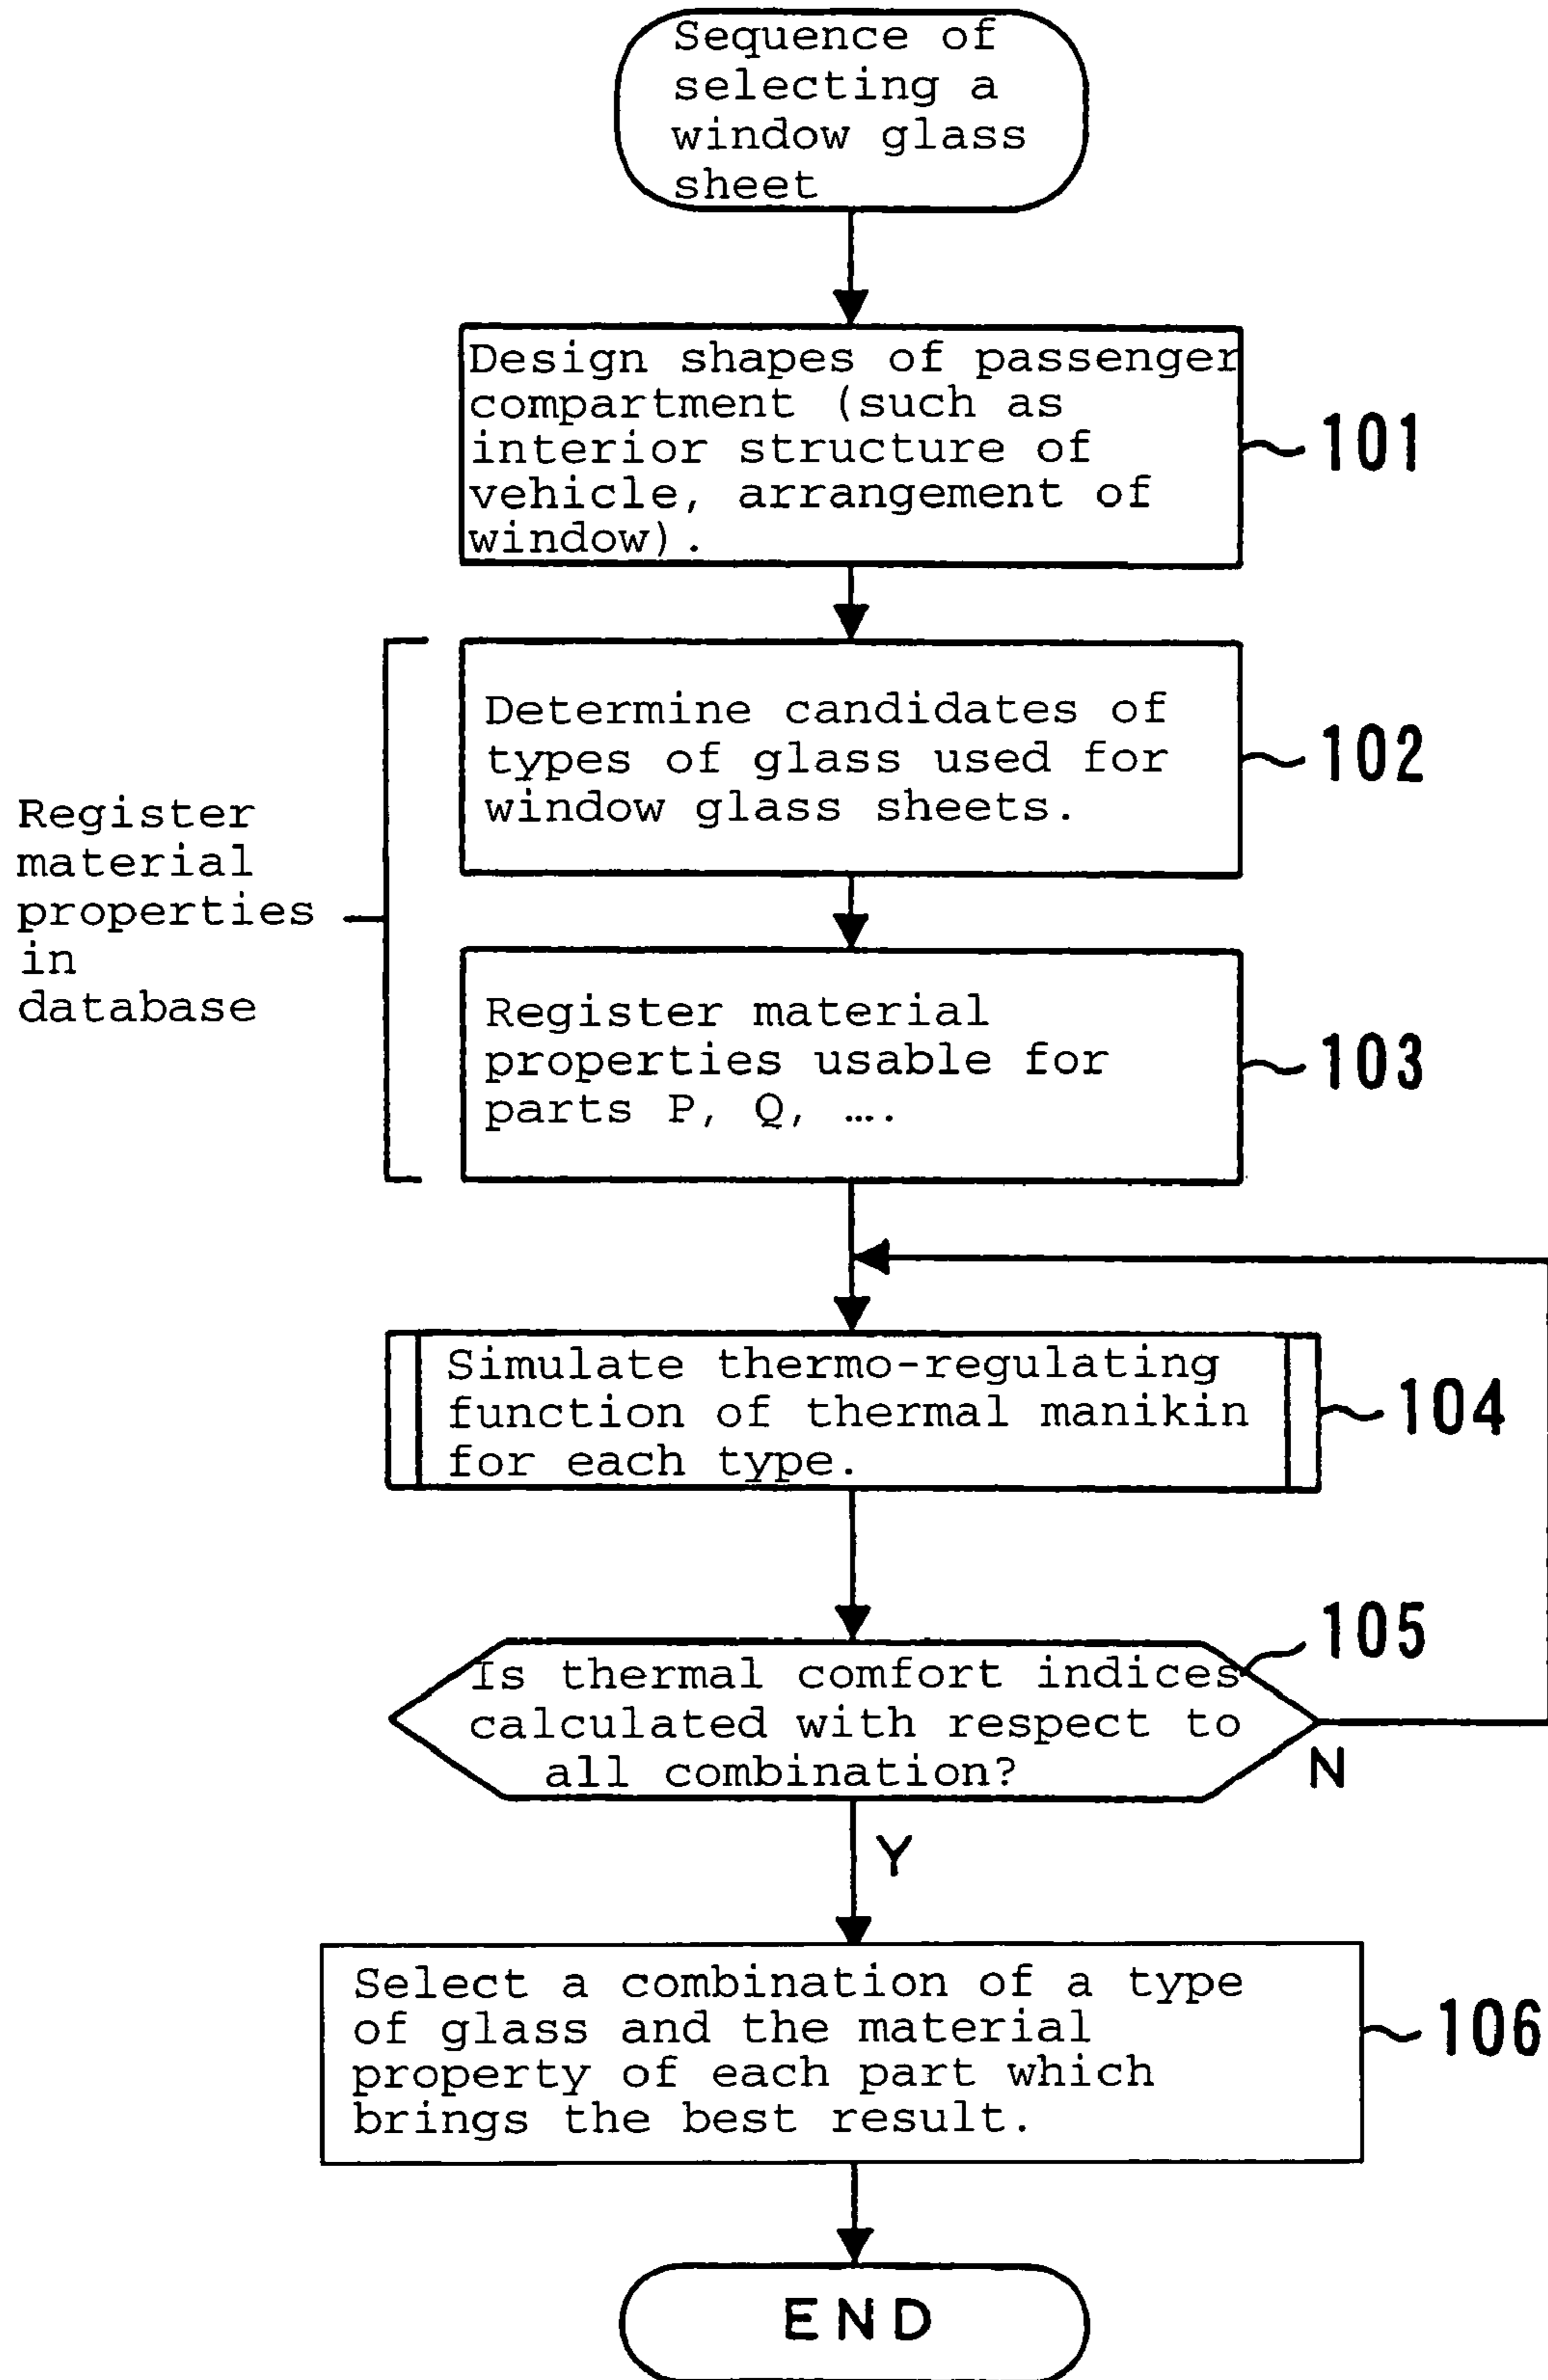 Sequence of
selecting a
window glass
sheet
Design shapes of passenger
compartment (such as
interior structure of
vehicle, arrangement of
window).
101
Determine candidates of
types of glass used for
window glass sheets.
102
Register
material
properties
in
database
Register material
properties usable for
parts P, Q, ….
103
Simulate thermo-regulating
function of thermal manikin
for each type.
104
Is thermal comfort indices
calculated with respect to
all combination?
105
N
Y
Select a combination of a type
of glass and the material
property of each part which
brings the best result.
106
END